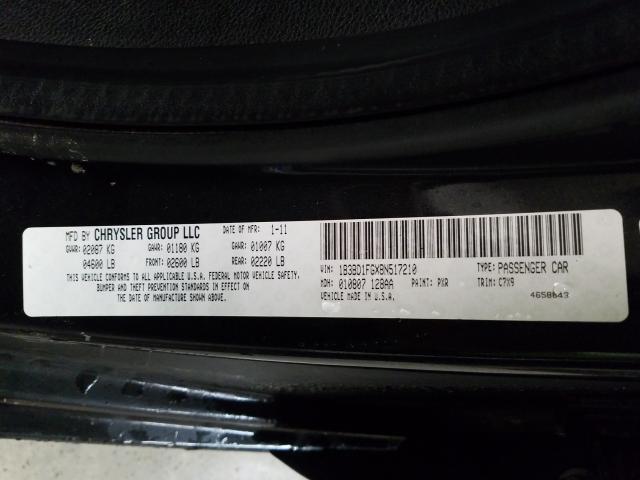 MFD BY CHRYSLER GROUP LLC DATE OF MFR: 1-11
GVWR: 02087 KG GAWR: 01180 KG GAWR: 01007 KG
04600 LB FRONT: 02600 LB REAR: 02220 LB
THIS VEHICLE CONFORMS TO ALL APPLICABLE U.S.A. FEDERAL MOTOR VEHICLE SAFETY,
BUMPER AND THEFT PREVENTION STANDARDS IN EFFECT ON
THE DATE OF MANUFACTURE SHOWN ABOVE.
VIN: 1B3BD1FGXBN517210 TYPE: PASSENGER CAR
MDH: 010807 128AA PAINT: PXR TRIM: C7X9
VEHICLE MADE IN U.S.A.